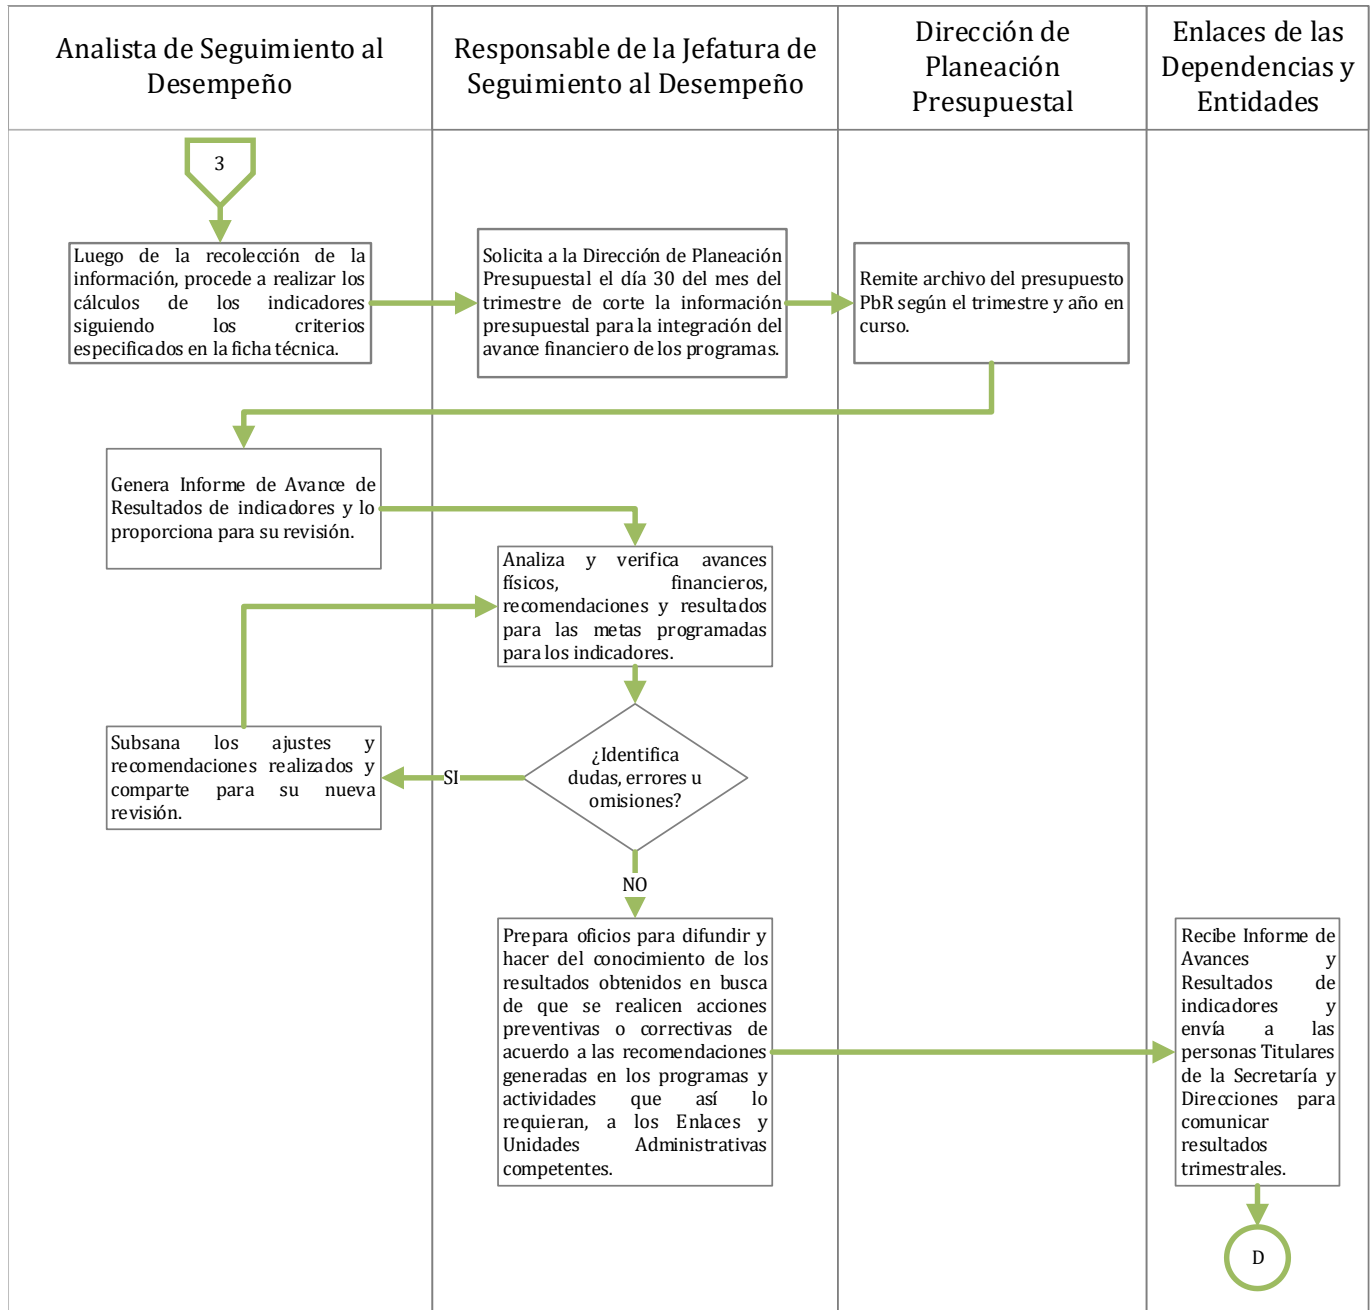 Analista de Seguimiento al
Desempeño
Responsable de la Jefatura de
Seguimiento al Desempeño
Dirección de
Planeación
Presupuestal
Enlaces de las
Dependencias y
Entidades
3
Luego de la recolección de la
información, procede a realizar los
cálculos de los indicadores
siguiendo los criterios
especificados en la ficha técnica.
Solicita a la Dirección de Planeación
Presupuestal el día 30 del mes del
trimestre de corte la información
presupuestal para la integración del
avance financiero de los programas.
Remite archivo del presupuesto
PbR según el trimestre y año en
curso.
Genera Informe de Avance de
Resultados de indicadores y lo
proporciona para su revisión.
Analiza y verifica avances
físicos, financieros,
recomendaciones y resultados
para las metas programadas
para los indicadores.
Subsana los ajustes y
recomendaciones realizados y
comparte para su nueva
revisión.
SI
¿Identifica
dudas, errores u
omisiones?
NO
Prepara oficios para difundir y
hacer del conocimiento de los
resultados obtenidos en busca
de que se realicen acciones
preventivas o correctivas de
acuerdo a las recomendaciones
generadas en los programas y
actividades que así lo
requieran, a los Enlaces y
Unidades Administrativas
competentes.
Recibe Informe de
Avances y
Resultados de
indicadores y
envía a las
personas Titulares
de la Secretaría y
Direcciones para
comunicar
resultados
trimestrales.
D